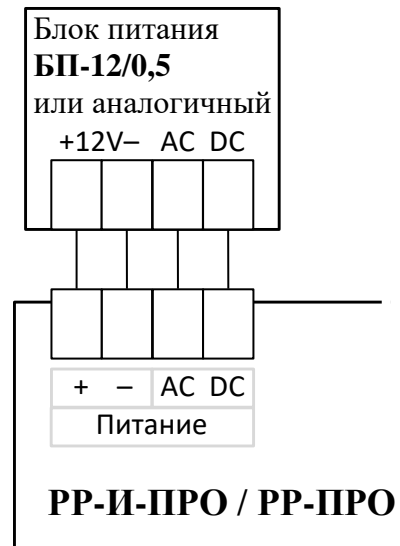 Блок питания
БП-12/0,5
или аналогичный
+12V– AC DC
+ – AC DC
Питание
РР-И-ПРО / РР-ПРО